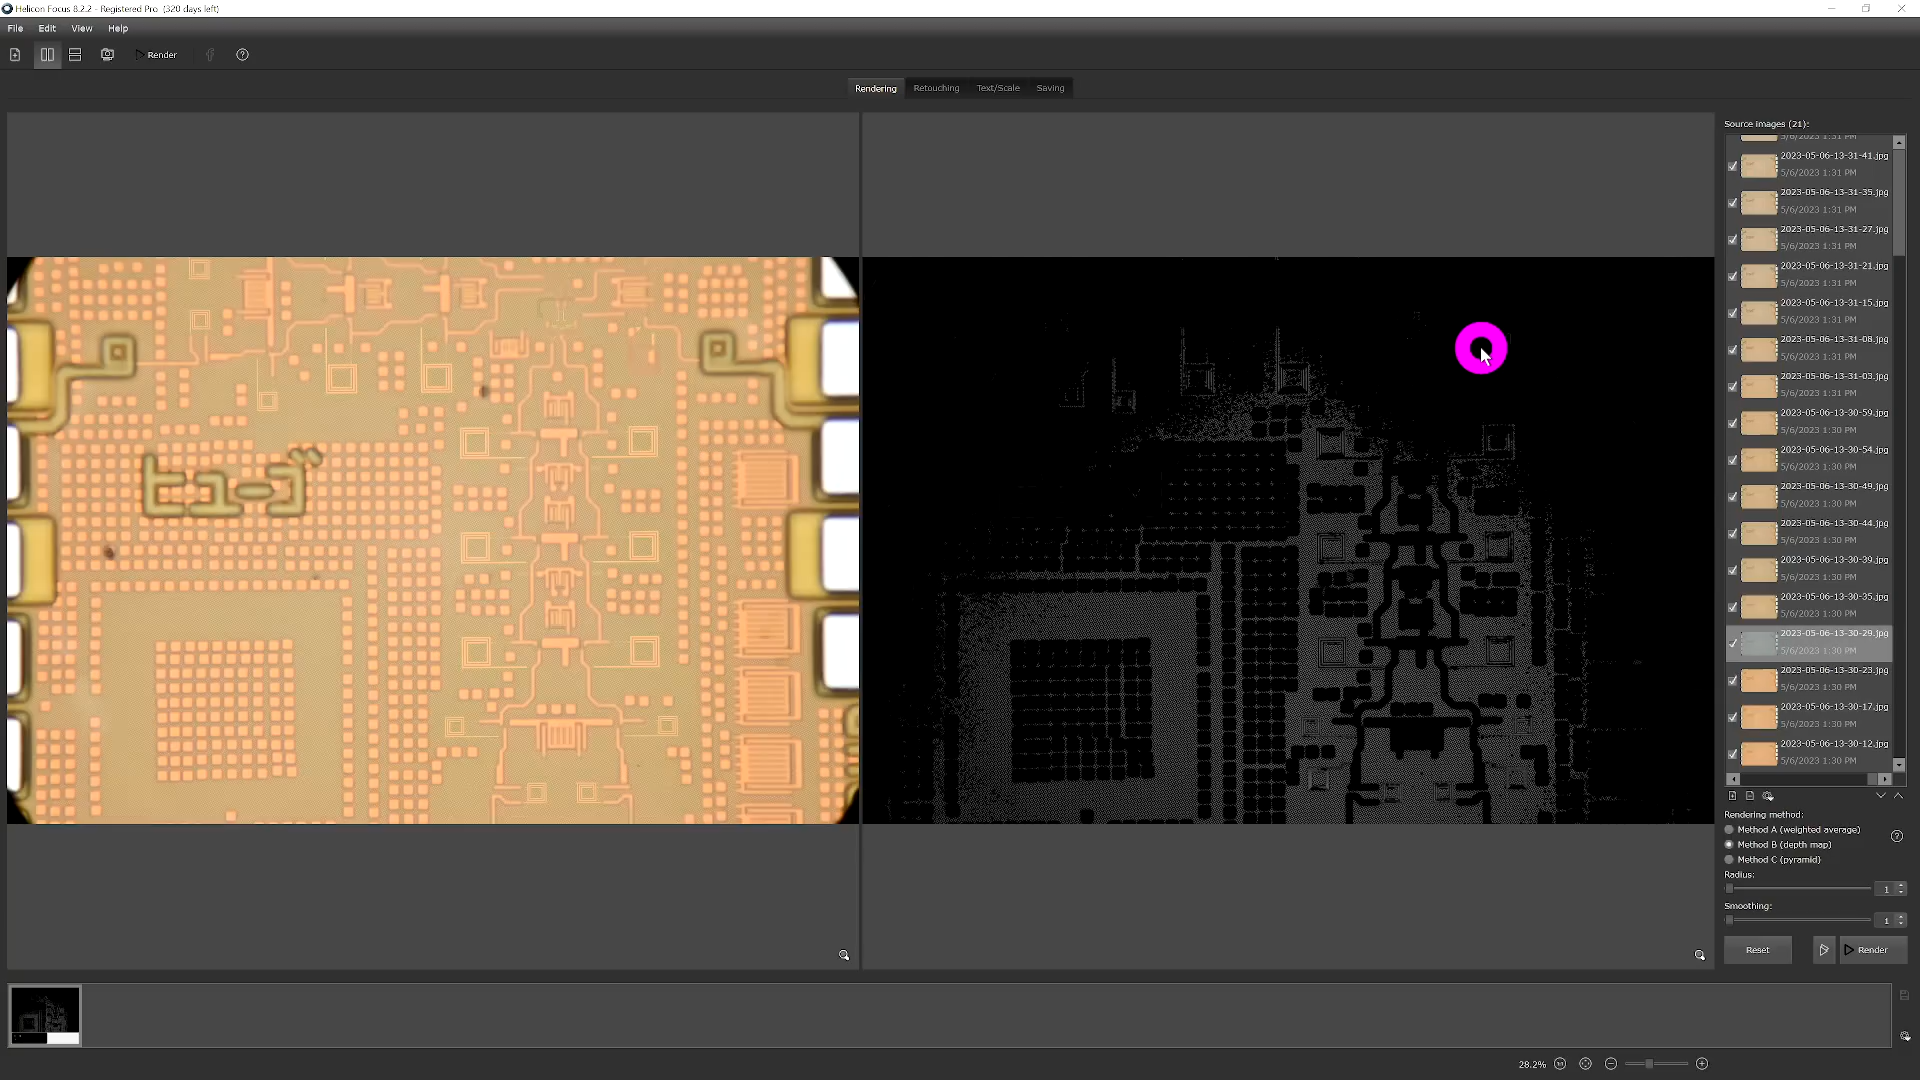 Helicon Focus 8.2.2 - Registered Pro (320 days left)
File Edit View Help
Render
Rendering Retouching Text/Scale Saving
Source images (21):
5/6/2023 1:31 PM
2023-05-06-13-31-41.jpg
5/6/2023 1:31 PM
2023-05-06-13-31-35.jpg
5/6/2023 1:31 PM
2023-05-06-13-31-27.jpg
5/6/2023 1:31 PM
2023-05-06-13-31-21.jpg
5/6/2023 1:31 PM
2023-05-06-13-31-15.jpg
5/6/2023 1:31 PM
2023-05-06-13-31-08.jpg
5/6/2023 1:31 PM
2023-05-06-13-31-03.jpg
5/6/2023 1:31 PM
2023-05-06-13-30-59.jpg
5/6/2023 1:30 PM
2023-05-06-13-30-54.jpg
5/6/2023 1:30 PM
2023-05-06-13-30-49.jpg
5/6/2023 1:30 PM
2023-05-06-13-30-44.jpg
5/6/2023 1:30 PM
2023-05-06-13-30-39.jpg
5/6/2023 1:30 PM
2023-05-06-13-30-35.jpg
5/6/2023 1:30 PM
2023-05-06-13-30-29.jpg
5/6/2023 1:30 PM
2023-05-06-13-30-23.jpg
5/6/2023 1:30 PM
2023-05-06-13-30-17.jpg
5/6/2023 1:30 PM
2023-05-06-13-30-12.jpg
5/6/2023 1:30 PM
Rendering method:
Method A (weighted average)
Method B (depth map)
Method C (pyramid)
Radius:
1
Smoothing:
1
Reset Render
28.2%